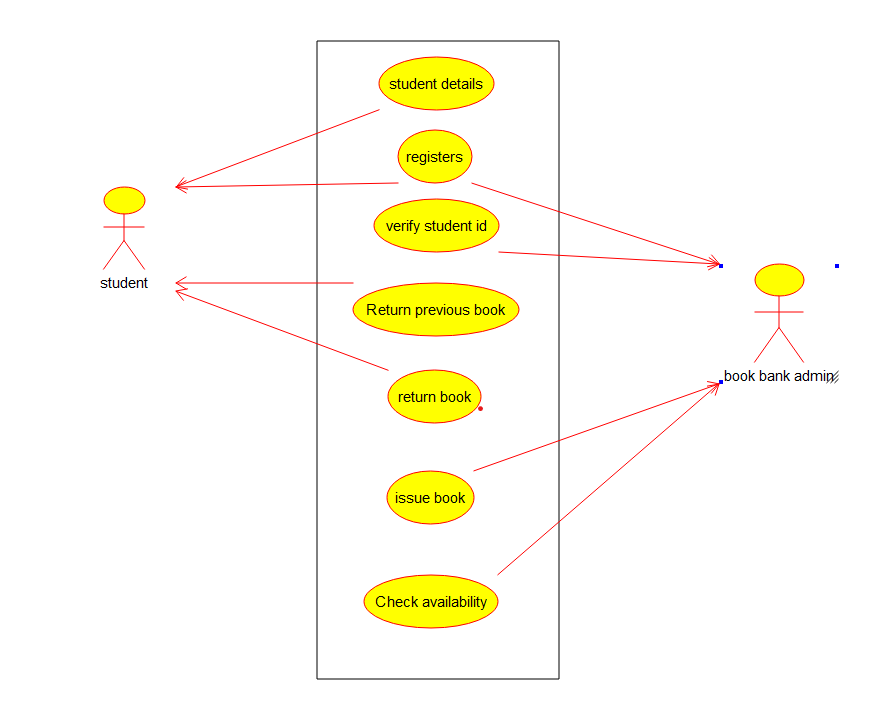 student details
registers
verify student id
student
Return previous book
book bank admin
return book
issue book
Check availability